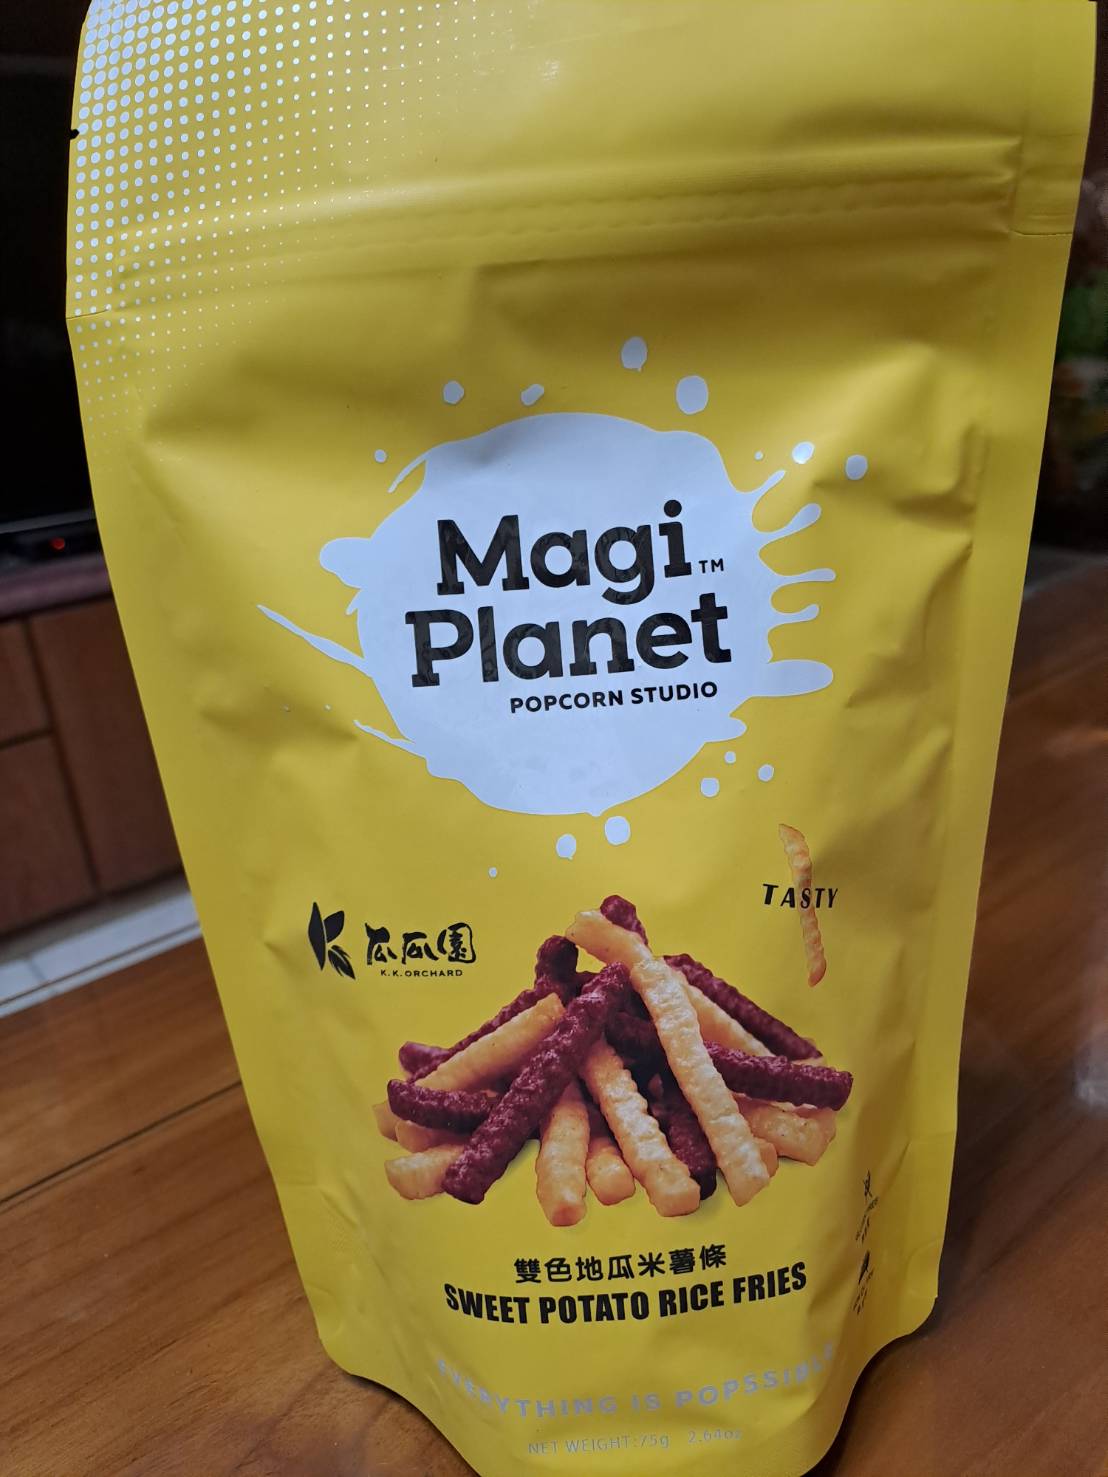 Magi™
Planet
POPCORN STUDIO
TASTY
K 瓜瓜園
K.K.ORCHARD
雙色地瓜米薯條
SWEET POTATO RICE FRIES
EVERYTHING IS POPSSIBLE
NET WEIGHT:75g 2.64oz